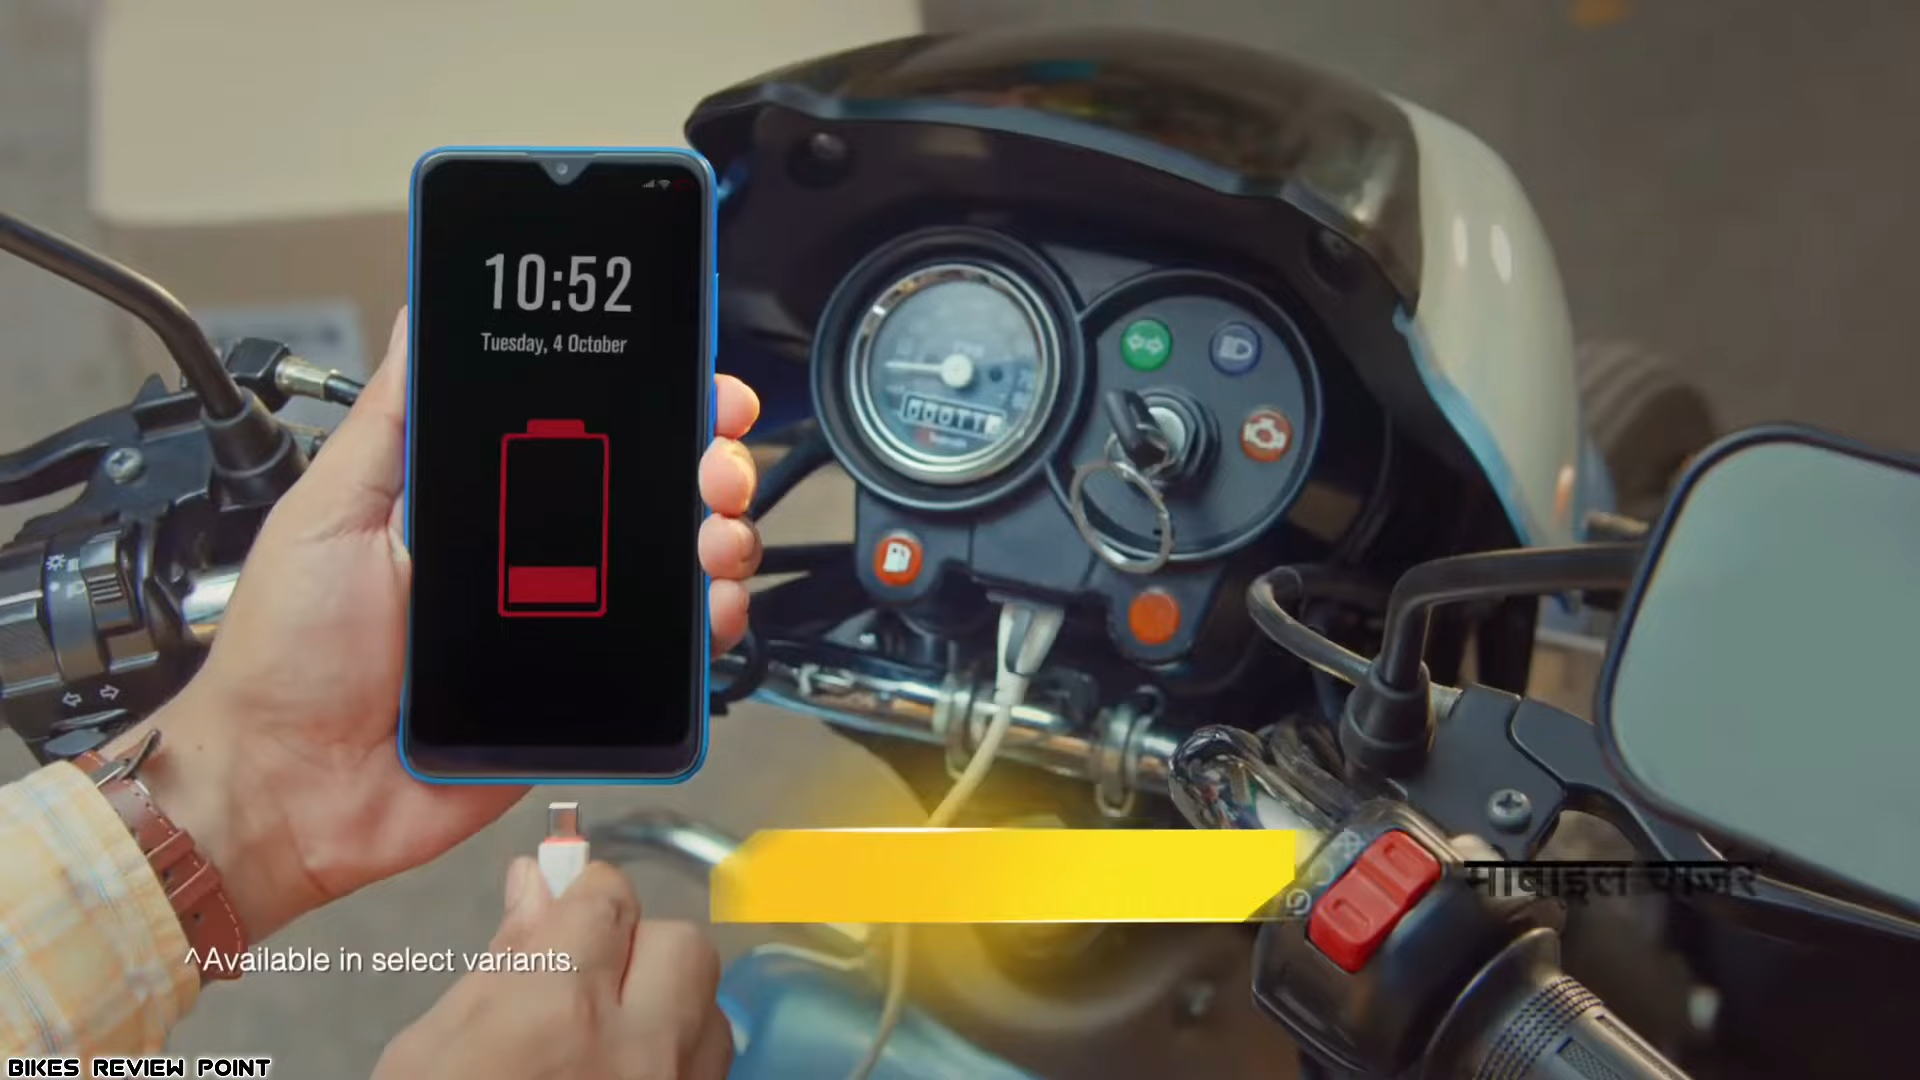 10:52
Tuesday, 4 October
मोबाइल चार्जर
^Available in select variants.
BIKES REVIEW POINT